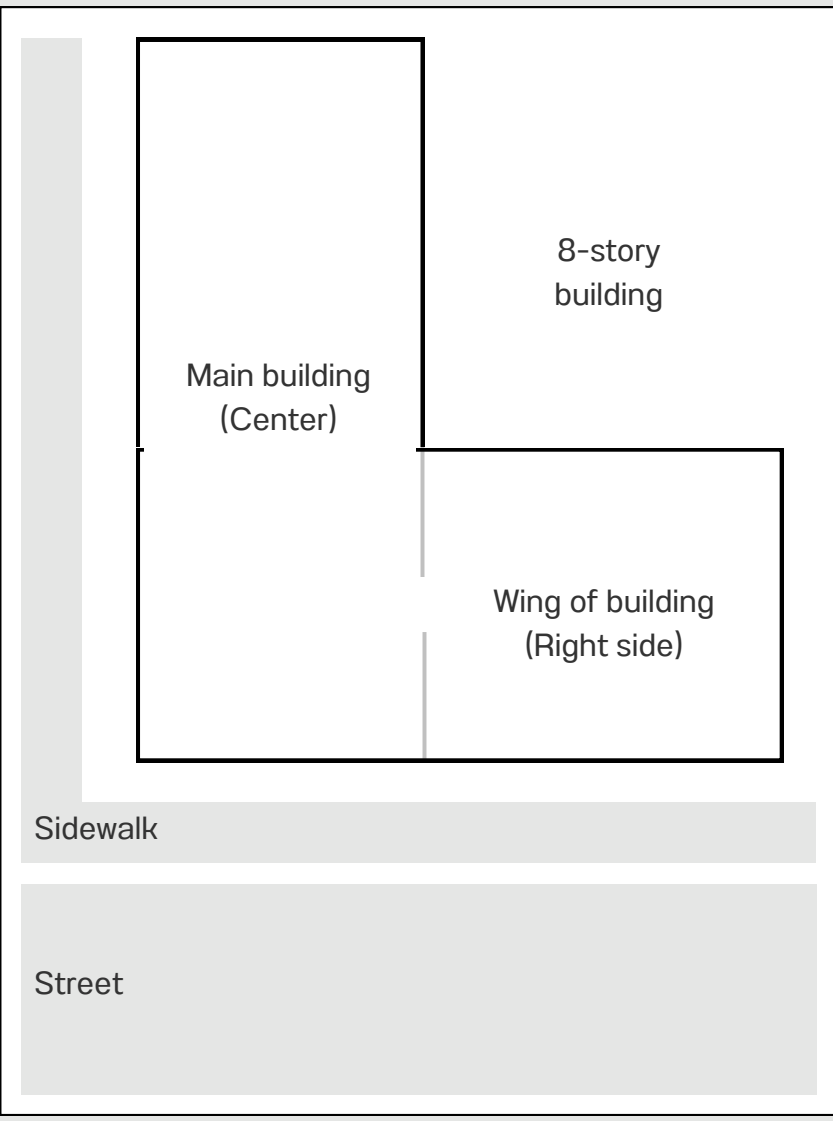 8-story
building
Main building
(Center)
Wing of building
(Right side)
Sidewalk
Street